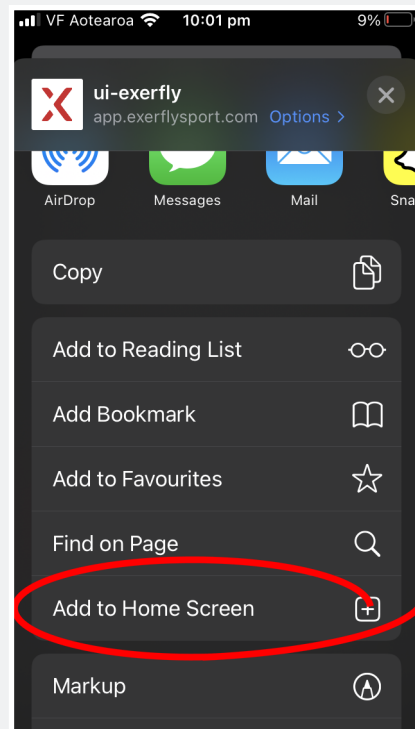 VF Aotearoa 10:01 pm 9%
ui-exerfly
app.exerflysport.com Options >
AirDrop Messages Mail Sna
Copy
Add to Reading List
Add Bookmark
Add to Favourites
Find on Page
Add to Home Screen
Markup